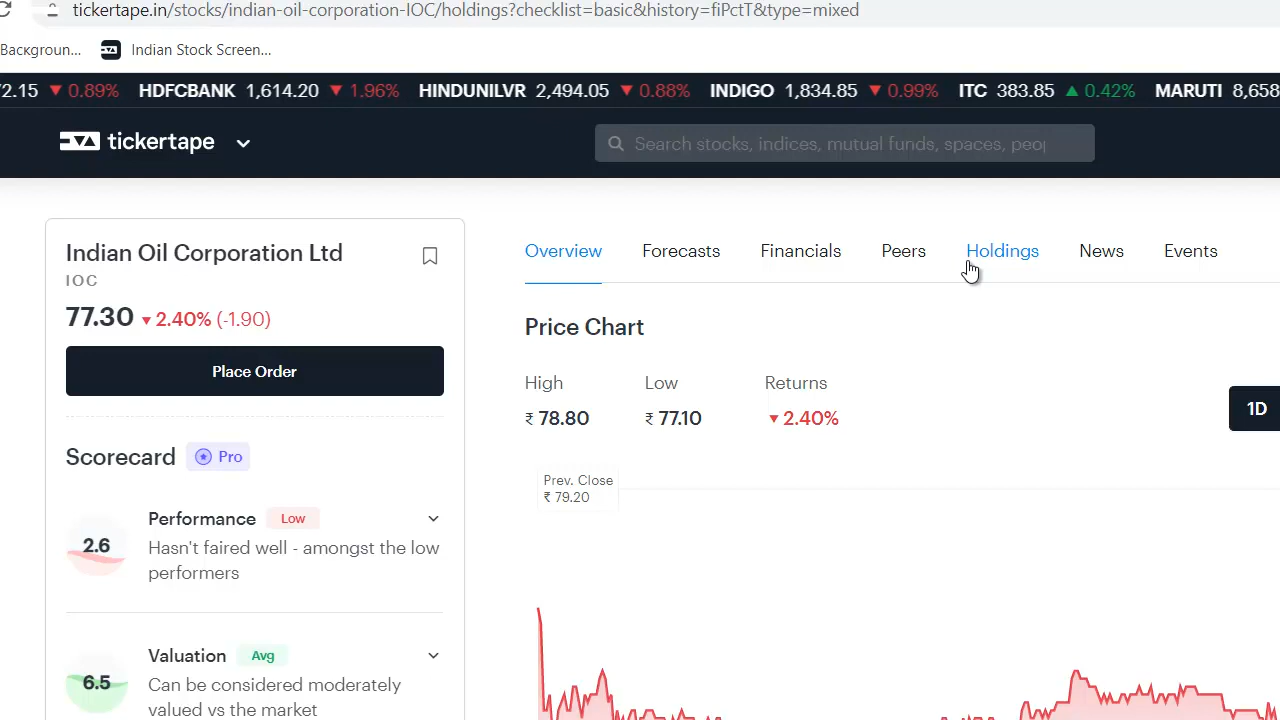 tickertape.in/stocks/indian-oil-corporation-IOC/holdings?checklist=basic&history=fiPctT&type=mixed
Backgroun... Indian Stock Screen...
2.15 ▼ 0.89% HDFCBANK 1,614.20 ▼ 1.96% HINDUNILVR 2,494.05 ▼ 0.88% INDIGO 1,834.85 ▼ 0.99% ITC 383.85 ▲ 0.42% MARUTI 8,658
tickertape Search stocks, indices, mutual funds, spaces, peop
Indian Oil Corporation Ltd
IOC
77.30 ▼ 2.40% (-1.90)
Place Order
Scorecard Pro
2.6 Performance Low
Hasn't faired well - amongst the low
performers
6.5 Valuation Avg
Can be considered moderately
valued vs the market
Overview Forecasts Financials Peers Holdings News Events
Price Chart
High Low Returns
₹ 78.80 ₹ 77.10 ▼ 2.40%
1D
Prev. Close
₹ 79.20